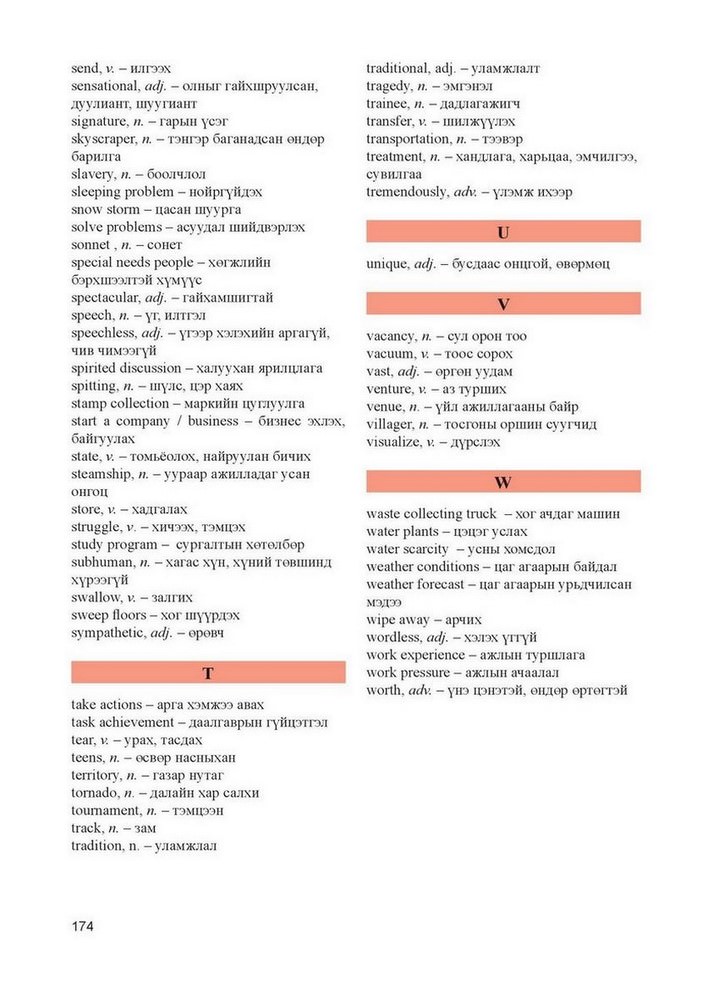 send, v. – илгээх
sensational, adj. – олныг гайхшруулсан,
дуулиант, шуугиант
signature, n. – гарын үсэг
skyscraper, n. – тэнгэр баганадсан өндөр
барилга
slavery, n. – боолчлол
sleeping problem – нойргүйдэх
snow storm – цасан шуурга
solve problems – асуудал шийдвэрлэх
sonnet , n. – сонет
special needs people – хөгжлийн
бэрхшээлтэй хүмүүс
spectacular, adj. – гайхамшигтай
speech, n. – үг, илтгэл
speechless, adj. – үгээр хэлэхийн аргагүй,
чив чимээгүй
spirited discussion – халуухан ярилцлага
spitting, n. – шүлс, цэр хаях
stamp collection – маркийн цуглуулга
start a company / business – бизнес эхлэх,
байгуулах
state, v. – томьёолох, найруулан бичих
steamship, n. – уураар ажилладаг усан
онгоц
store, v. – хадгалах
struggle, v. – хичээх, тэмцэх
study program – сургалтын хөтөлбөр
subhuman, n. – хагас хүн, хүний төвшинд
хүрээгүй
swallow, v. – залгих
sweep floors – хог шүүрдэх
sympathetic, adj. – өрөвч
T
take actions – арга хэмжээ авах
task achievement – даалгаврын гүйцэтгэл
tear, v. – урах, тасдах
teens, n. – өсвөр насныхан
territory, n. – газар нутаг
tornado, n. – далайн хар салхи
tournament, n. – тэмцээн
track, n. – зам
tradition, n. – уламжлал
traditional, adj. – уламжлалт
tragedy, n. – эмгэнэл
trainee, n. – дадлагажигч
transfer, v. – шилжүүлэх
transportation, n. – тээвэр
treatment, n. – хандлага, харьцаа, эмчилгээ,
сувилгаа
tremendously, adv. – үлэмж ихээр
U
unique, adj. – бусдаас онцгой, өвөрмөц
V
vacancy, n. – сул орон тоо
vacuum, v. – тоос сорох
vast, adj. – өргөн уудам
venture, v. – аз турших
venue, n. – үйл ажиллагааны байр
villager, n. – тосгоны оршин суугчид
visualize, v. – дүрслэх
W
waste collecting truck – хог ачдаг машин
water plants – цэцэг услах
water scarcity – усны хомсдол
weather conditions – цаг агаарын байдал
weather forecast – цаг агаарын урьдчилсан
мэдээ
wipe away – арчих
wordless, adj. – хэлэх үггүй
work experience – ажлын туршлага
work pressure – ажлын ачаалал
worth, adv. – үнэ цэнэтэй, өндөр өртөгтэй
174